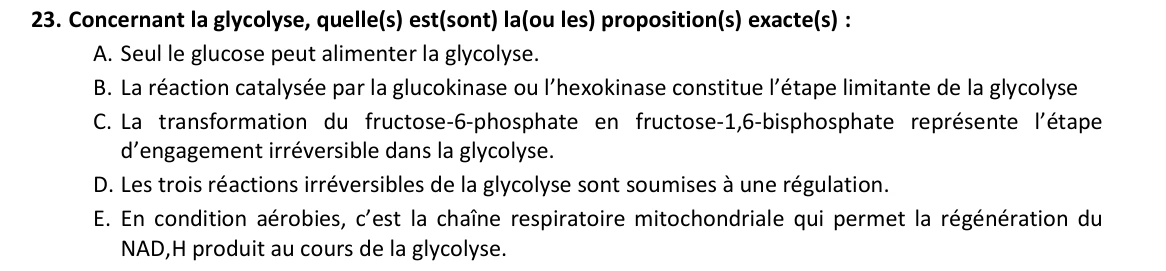 23. Concernant la glycolyse, quelle(s) est(sont) la(ou les) proposition(s) exacte(s) :
A. Seul le glucose peut alimenter la glycolyse.
B. La réaction catalysée par la glucokinase ou l’hexokinase constitue l’étape limitante de la glycolyse
C. La transformation du fructose-6-phosphate en fructose-1,6-bisphosphate représente l’étape
d’engagement irréversible dans la glycolyse.
D. Les trois réactions irréversibles de la glycolyse sont soumises à une régulation.
E. En condition aérobies, c’est la chaîne respiratoire mitochondriale qui permet la régénération du
NAD,H produit au cours de la glycolyse.